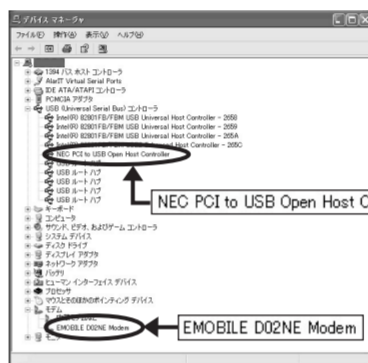 デバイス マネージャ
ファイル(F) 操作(A) 表示(V) ヘルプ(H)
1394 バス ホスト コントローラ
AlarIT Virtual Serial Ports
IDE ATA/ATAPI コントローラ
PCMCIA アダプタ
USB (Universal Serial Bus) コントローラ
Intel(R) 82801FB/FBM USB Universal Host Controller - 2658
Intel(R) 82801FB/FBM USB Universal Host Controller - 2659
Intel(R) 82801FB/FBM USB Universal Host Controller - 265A
Intel(R) 82801FB/FBM USB Universal Host Controller - 265C
NEC PCI to USB Open Host Controller
USB ルート ハブ
USB ルート ハブ
USB ルート ハブ
USB ルート ハブ
USB ルート ハブ
NEC PCI to USB Open Host C
キーボード
コンピュータ
サウンド、ビデオ、およびゲーム コントローラ
システム デバイス
ディスク ドライブ
ディスプレイ アダプタ
ネットワーク アダプタ
バッテリ
ヒューマン インターフェイス デバイス
プロセッサ
マウスとそのほかのポインティング デバイス
モデム
EMOBILE D02NE Modem
EMOBILE D02NE Modem